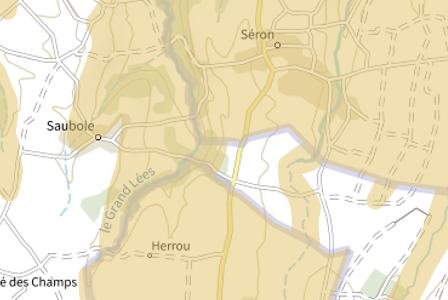 Séron
Saubole
le Grand Lées
Herrou
é des Champs